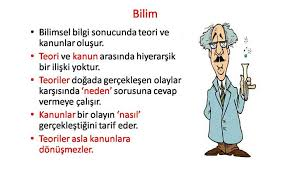 Bilim
• Bilimsel bilgi sonucunda teori ve
kanunlar oluşur.
• Teori ve kanun arasında hiyerarşik
bir ilişki yoktur.
• Teoriler doğada gerçekleşen olaylar
karşısında ‘neden’ sorusuna cevap
vermeye çalışır.
• Kanunlar bir olayın ‘nasıl’
gerçekleştiğini tarif eder.
• Teoriler asla kanunlara
dönüşmezler.